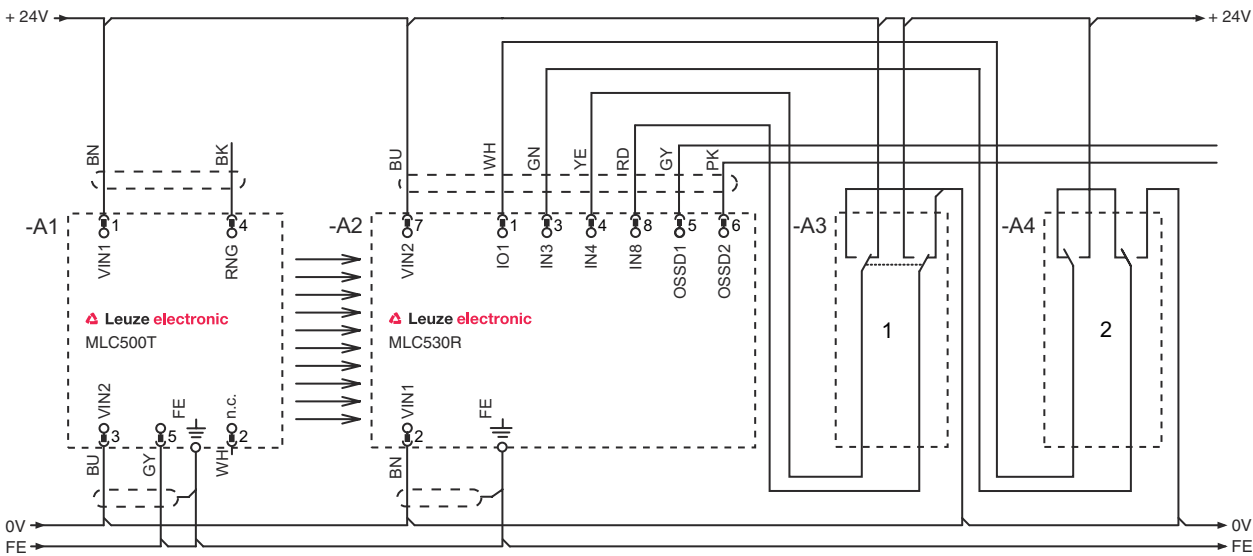 + 24V
+ 24V
BN
BK
BU
WH
GN
YE
RD
GY
PK
-A1
1
4
-A2
7
1
3
4
8
5
6
-A3
-A4
VIN1
RNG
VIN2
IO1
IN3
IN4
IN8
OSSD1
OSSD2
Leuze electronic
MLC500T
Leuze electronic
MLC530R
1
2
VIN2
FE
n.c.
VIN1
FE
3
5
2
2
BU
GY
WH
BN
0V
0V
FE
FE